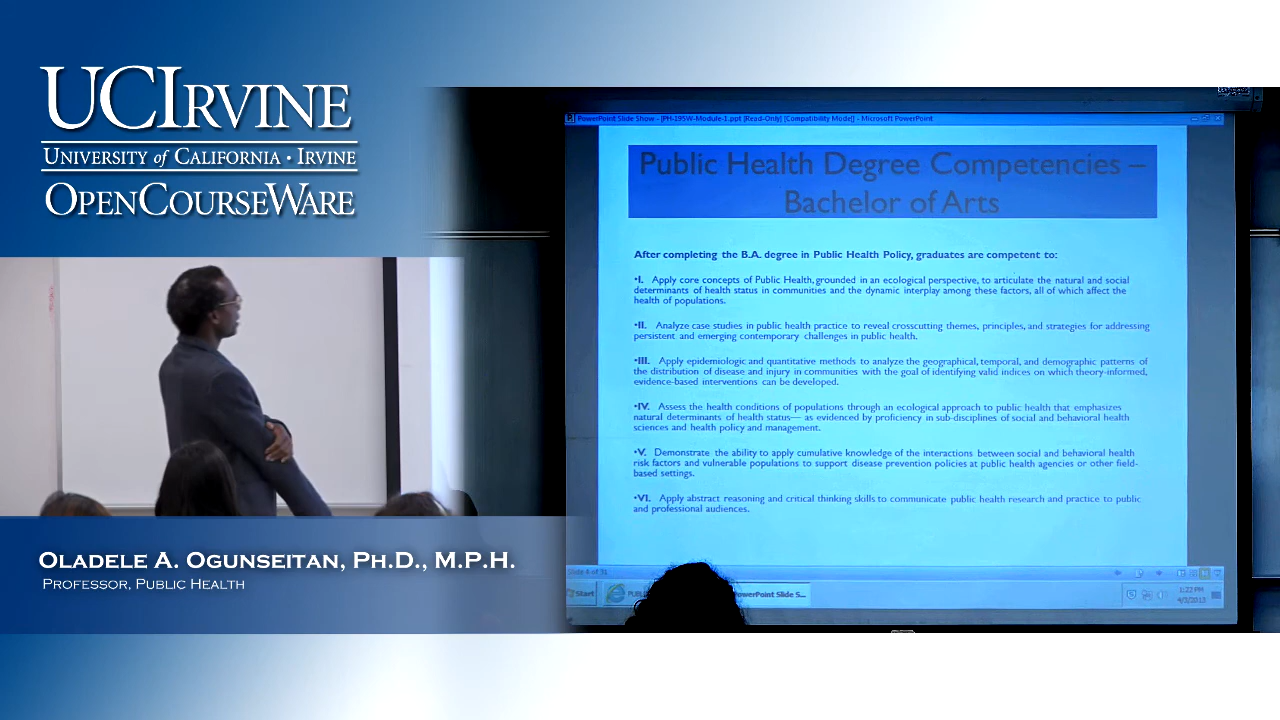 UCIRVINE
UNIVERSITY of CALIFORNIA · IRVINE
OPENCOURSEWARE
PowerPoint Slide Show - [PH-195W-Module-1.ppt [Read-Only] [Compatibility Mode]] - Microsoft PowerPoint
Public Health Degree Competencies –
Bachelor of Arts
After completing the B.A. degree in Public Health Policy, graduates are competent to:
•I. Apply core concepts of Public Health, grounded in an ecological perspective, to articulate the natural and social
determinants of health status in communities and the dynamic interplay among these factors, all of which affect the
health of populations.
•II. Analyze case studies in public health practice to reveal crosscutting themes, principles, and strategies for addressing
persistent and emerging contemporary challenges in public health.
•III. Apply epidemiologic and quantitative methods to analyze the geographical, temporal, and demographic patterns of
the distribution of disease and injury in communities with the goal of identifying valid indices on which theory-informed,
evidence-based interventions can be developed.
•IV. Assess the health conditions of populations through an ecological approach to public health that emphasizes
natural determinants of health status— as evidenced by proficiency in sub-disciplines of social and behavioral health
sciences and health policy and management.
•V. Demonstrate the ability to apply cumulative knowledge of the interactions between social and behavioral health
risk factors and vulnerable populations to support disease prevention policies at public health agencies or other field-
based settings.
•VI. Apply abstract reasoning and critical thinking skills to communicate public health research and practice to public
and professional audiences.
Slide 4 of 31
Start
PowerPoint Slide S...
1:22 PM
4/3/2013
OLADELE A. OGUNSEITAN, PH.D., M.P.H.
PROFESSOR, PUBLIC HEALTH